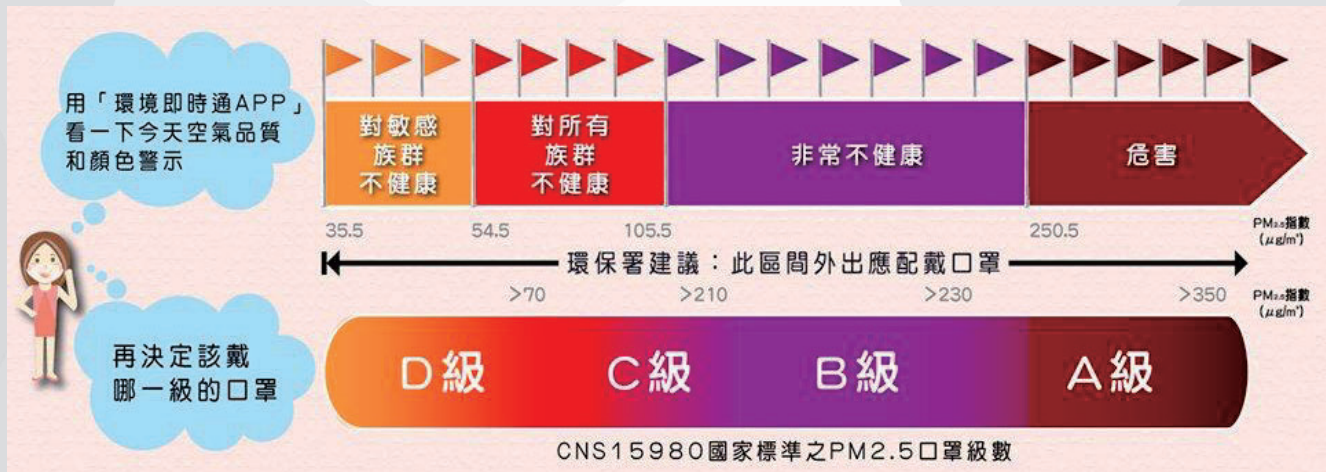 用「環境即時通APP」
看一下今天空氣品質
和顏色警示
對敏感
族群
不健康
對所有
族群
不健康
非常不健康
危害
35.5
54.5
105.5
250.5
PM2.5指數
(μg/m³)
環保署建議：此區間外出應配戴口罩
>70
>210
>230
>350
PM2.5指數
(μg/m³)
再決定該戴
哪一級的口罩
D級
C級
B級
A級
CNS15980國家標準之PM2.5口罩級數